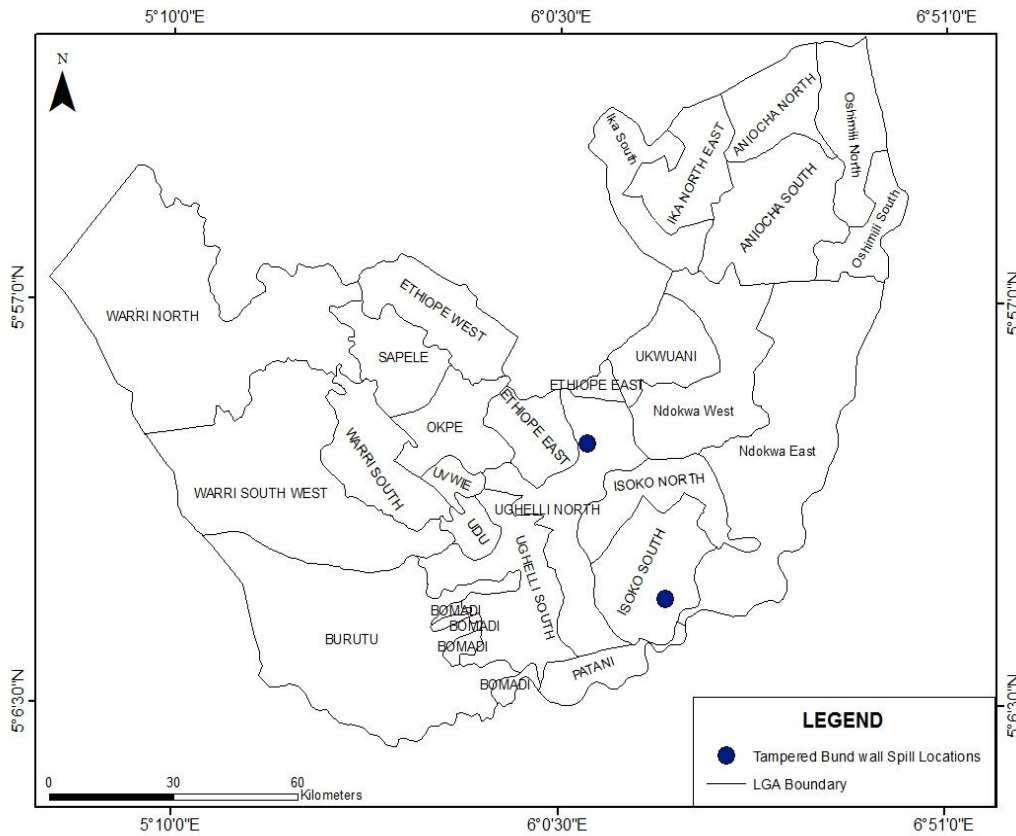 5°10'0"E 6°0'30"E 6°51'0"E
N
ANIOCHA NORTH
Oshimili North
Ika South
IKA NORTH EAST
ANIOCHA SOUTH
Oshimili South
5°57'0"N
5°57'0"N
ETHIOPE WEST
WARRI NORTH
SAPELE
UKWUANI
ETHIOPE EAST
ETHIOPE EAST
Ndokwa West
OKPE
WARRI SOUTH
Ndokwa East
UVWIE
ISOKO NORTH
WARRI SOUTH WEST
UGHELLI NORTH
UDU
UGHELLI SOUTH
ISOKO SOUTH
BOMADI
BOMADI
BURUTU
BOMADI
PATANI
BOMADI
5°6'30"N
5°6'30"N
LEGEND
Tampered Bund wall Spill Locations
LGA Boundary
0 30 60
Kilometers
5°10'0"E 6°0'30"E 6°51'0"E